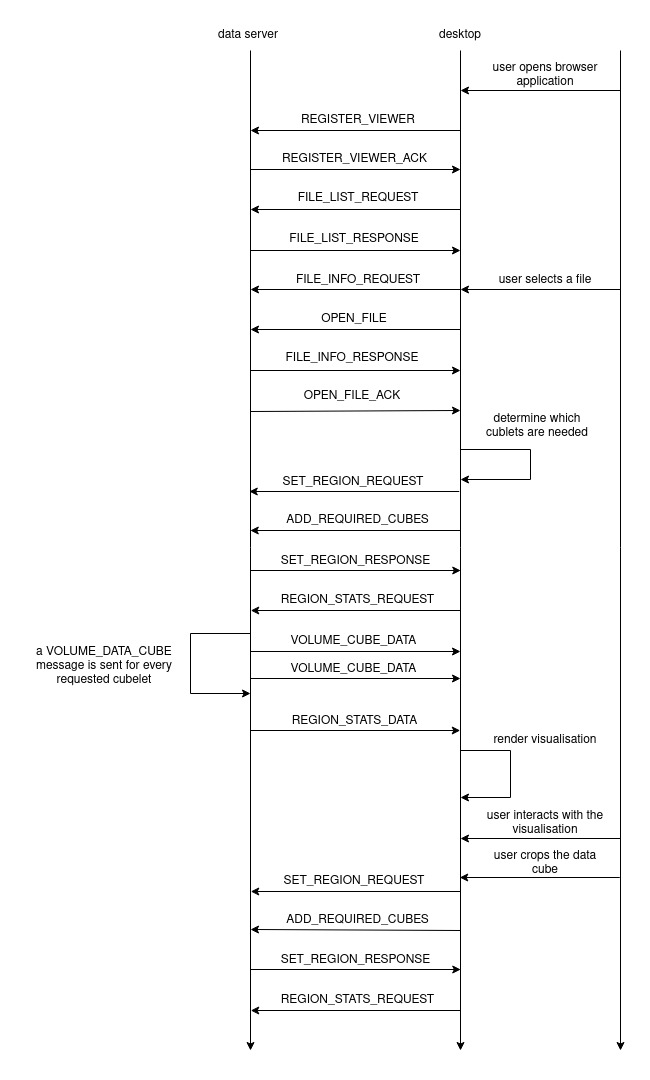 data server
desktop
user opens browser
application
REGISTER_VIEWER
REGISTER_VIEWER_ACK
FILE_LIST_REQUEST
FILE_LIST_RESPONSE
FILE_INFO_REQUEST
user selects a file
OPEN_FILE
FILE_INFO_RESPONSE
OPEN_FILE_ACK
determine which
cublets are needed
SET_REGION_REQUEST
ADD_REQUIRED_CUBES
SET_REGION_RESPONSE
REGION_STATS_REQUEST
a VOLUME_DATA_CUBE
message is sent for every
requested cubelet
VOLUME_CUBE_DATA
VOLUME_CUBE_DATA
REGION_STATS_DATA
render visualisation
user interacts with the
visualisation
user crops the data
cube
SET_REGION_REQUEST
ADD_REQUIRED_CUBES
SET_REGION_RESPONSE
REGION_STATS_REQUEST